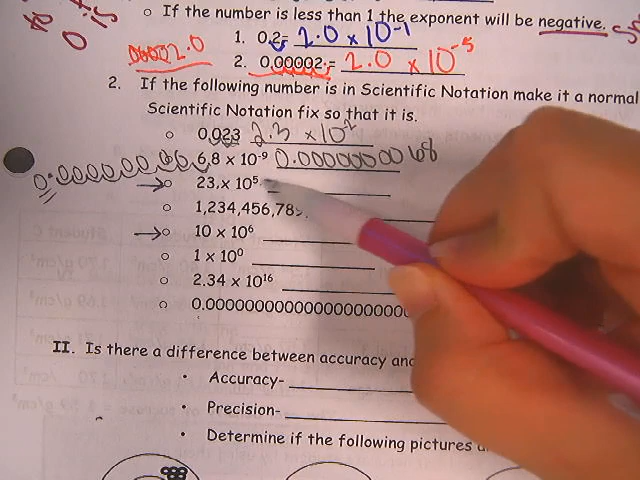 o If the number is less than 1 the exponent will be negative.
1. 0.2= 2.0 x 10-1
00002.0
2. 0.00002= 2.0 x 10-5
2. If the following number is in Scientific Notation make it a normal
Scientific Notation fix so that it is.
o 0.023 2.3 x 10-2
o 6.8 x 10-9 0.0000000068
→ o 23. x 105
o 1,234,456,789.
→ o 10 x 106
o 1 x 100
o 2.34 x 1016
o 0.0000000000000000000000
II. Is there a difference between accuracy and
• Accuracy-
• Precision-
• Determine if the following pictures a